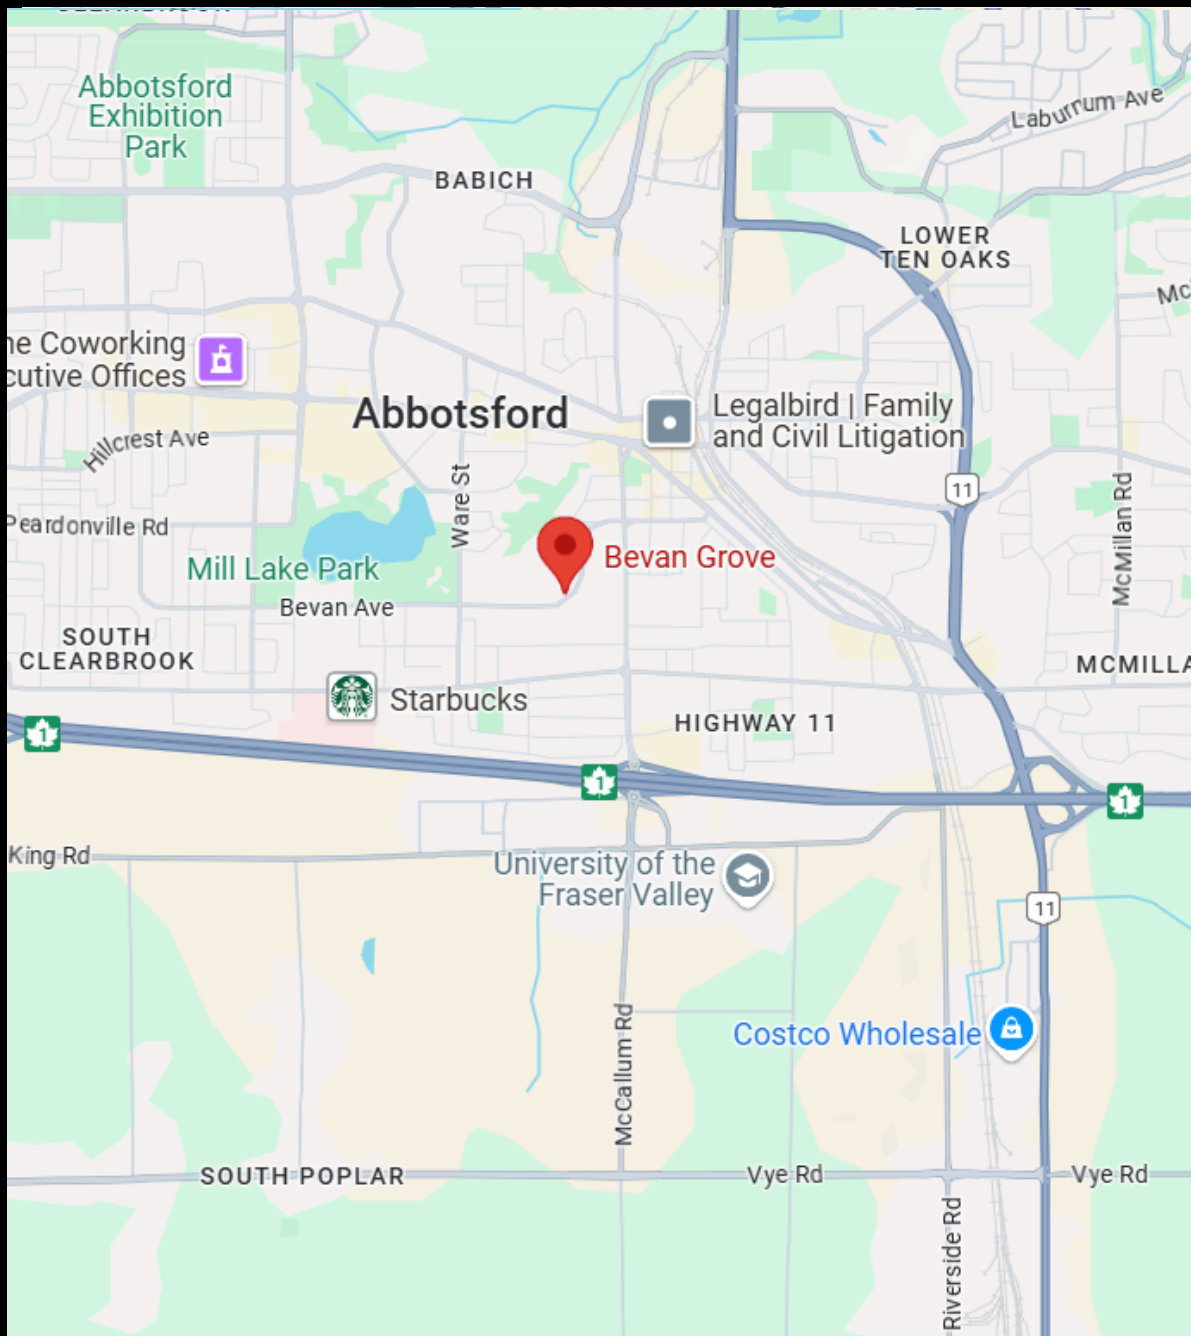 Abbotsford
Exhibition
Park
Laburnum Ave
BABICH
LOWER
TEN OAKS
ne Coworking
cutive Offices
Abbotsford
Legalbird | Family
and Civil Litigation
Hillcrest Ave
Ware St
11
McMillan Rd
Peardonville Rd
Mill Lake Park
Bevan Grove
Bevan Ave
SOUTH
CLEARBROOK
MCMILLA
Starbucks
HIGHWAY 11
1
1
1
King Rd
University of the
Fraser Valley
11
McCallum Rd
Costco Wholesale
SOUTH POPLAR
Vye Rd
Vye Rd
Riverside Rd